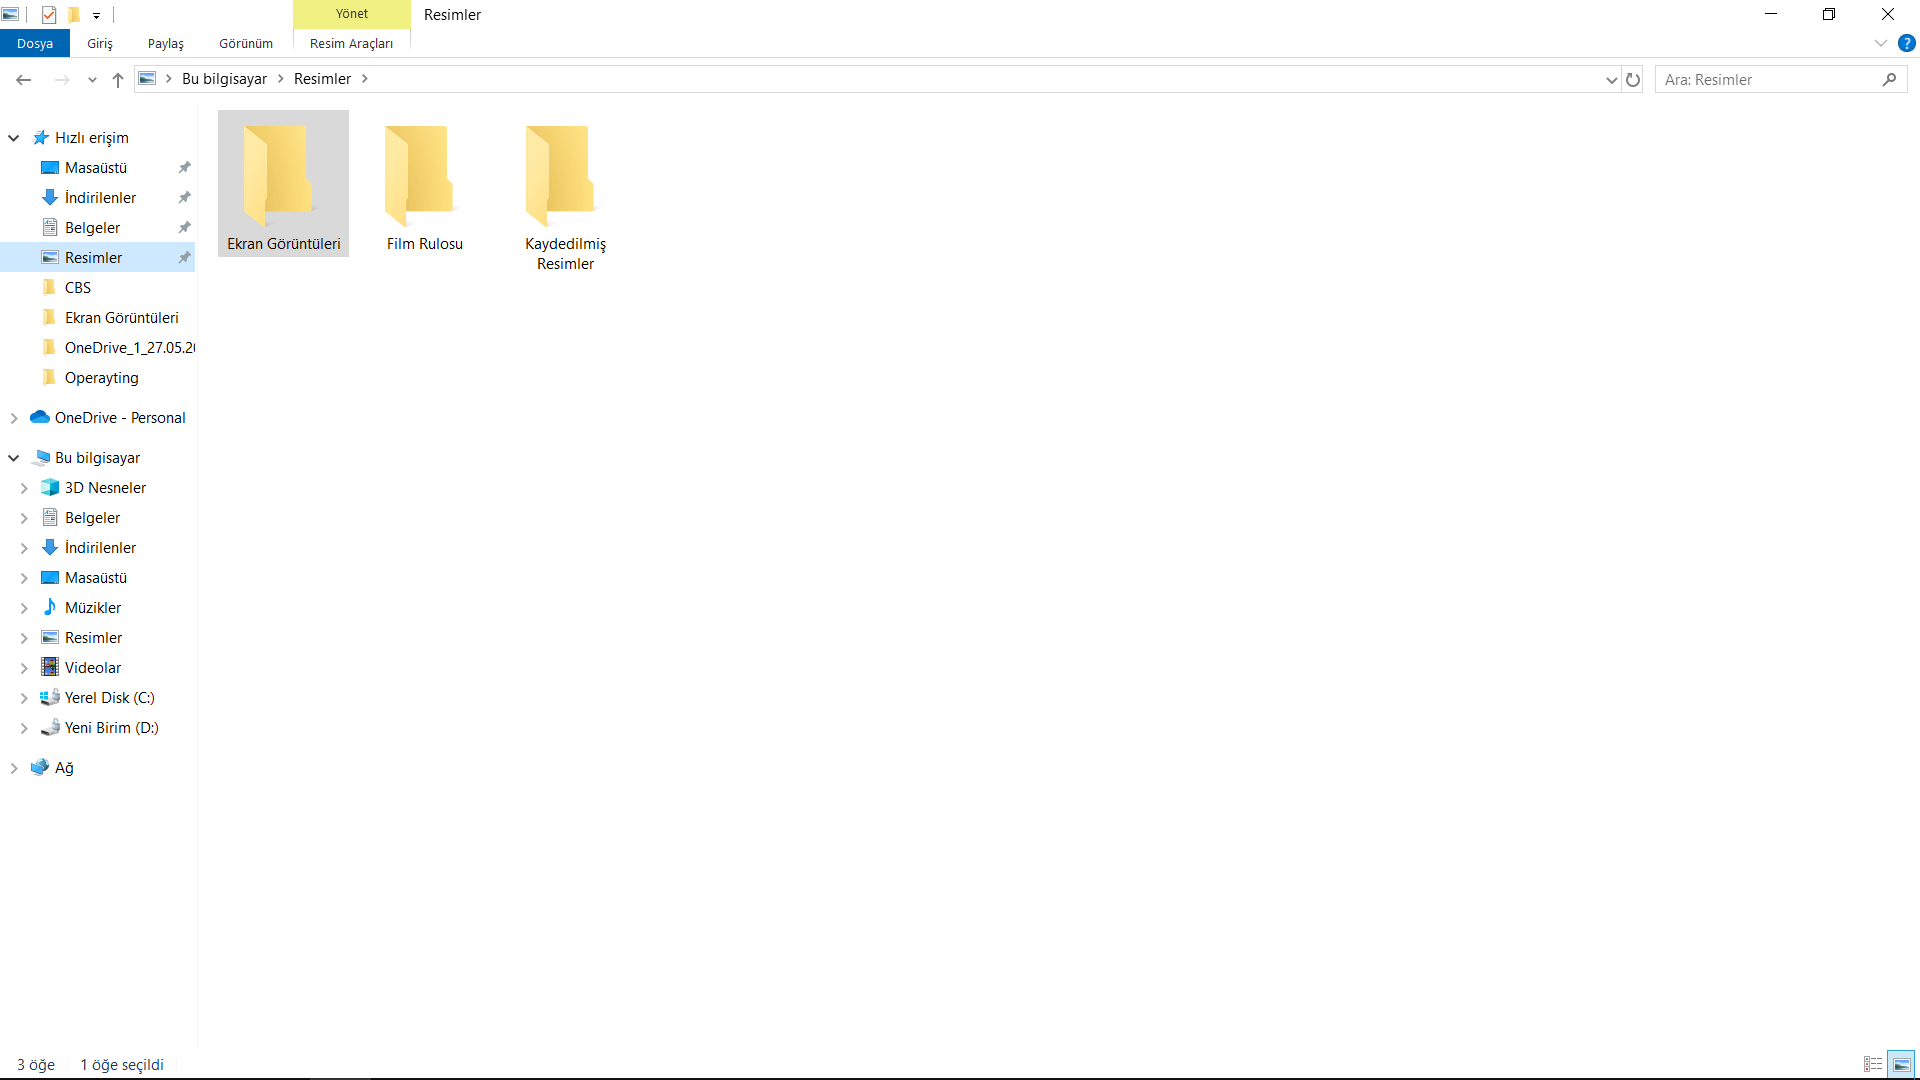 Yönet
Resimler
Dosya
Giriş
Paylaş
Görünüm
Resim Araçları
Bu bilgisayar
Resimler
Ara: Resimler
Hızlı erişim
Masaüstü
İndirilenler
Belgeler
Resimler
CBS
Ekran Görüntüleri
OneDrive_1_27.05.20
Operayting
OneDrive - Personal
Bu bilgisayar
3D Nesneler
Belgeler
İndirilenler
Masaüstü
Müzikler
Resimler
Videolar
Yerel Disk (C:)
Yeni Birim (D:)
Ağ
Ekran Görüntüleri
Film Rulosu
Kaydedilmiş
Resimler
3 öğe
1 öğe seçildi